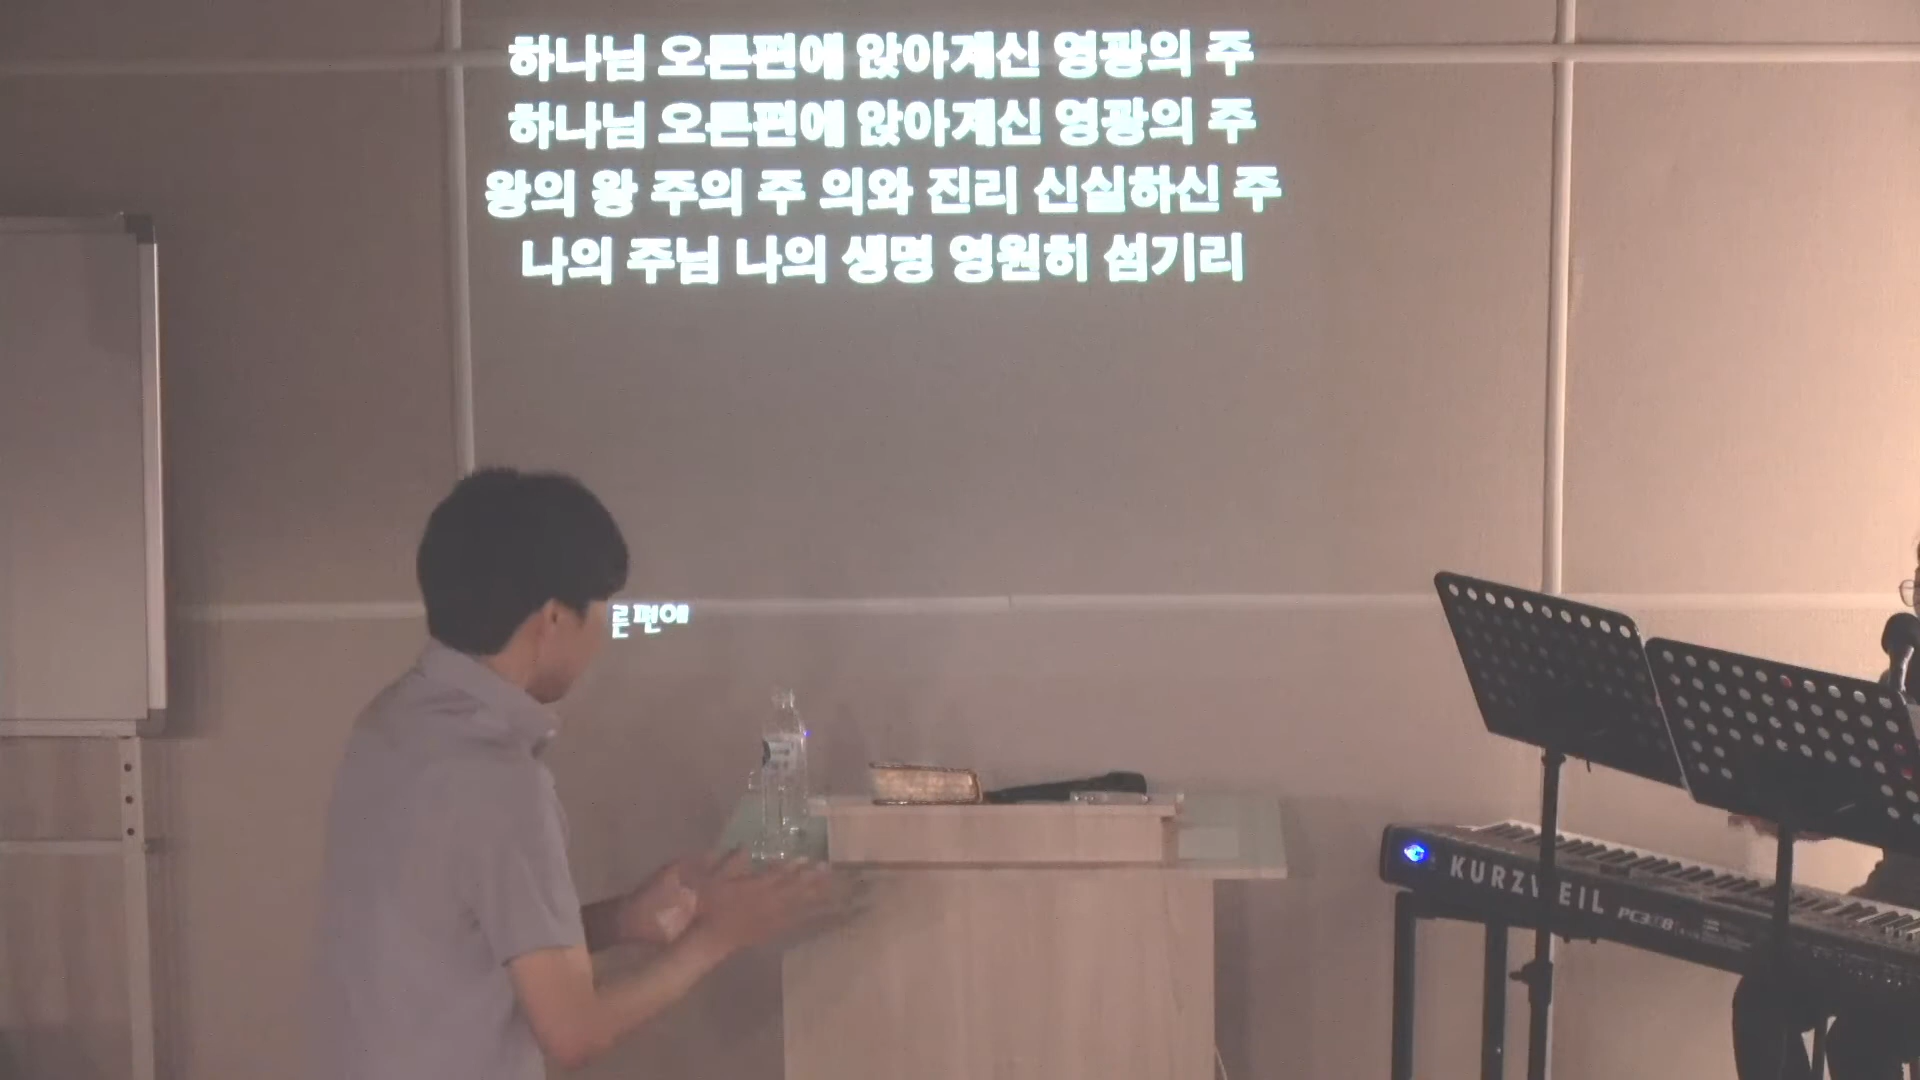 하나님 오른편에 앉아계신 영광의 주
하나님 오른편에 앉아계신 영광의 주
왕의 왕 주의 주 의와 진리 신실하신 주
나의 주님 나의 생명 영원히 섬기리
른편에
KURZWEIL PC3X8